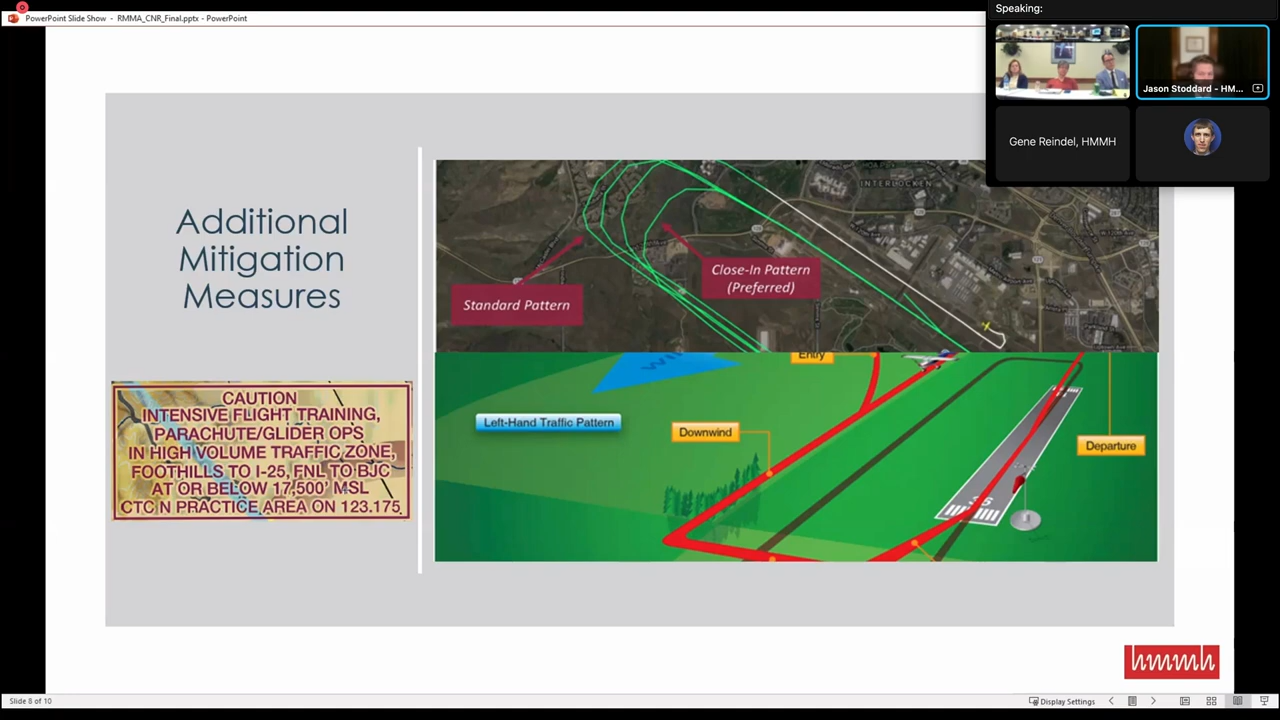 PowerPoint Slide Show - RMMA_CNR_Final.pptx - PowerPoint
Speaking:
Jason Stoddard - HM...
Gene Reindel, HMMH
Additional
Mitigation
Measures
INTERLOCKEN
Close-In Pattern
(Preferred)
Standard Pattern
CAUTION
INTENSIVE FLIGHT TRAINING,
PARACHUTE/GLIDER OPS
IN HIGH VOLUME TRAFFIC ZONE,
FOOTHILLS TO I-25, FNL TO BJC
AT OR BELOW 17,500' MSL
CTC N PRACTICE AREA ON 123.175
Entry
Left-Hand Traffic Pattern
Downwind
Departure
hmmh
Slide 8 of 10
Display Settings